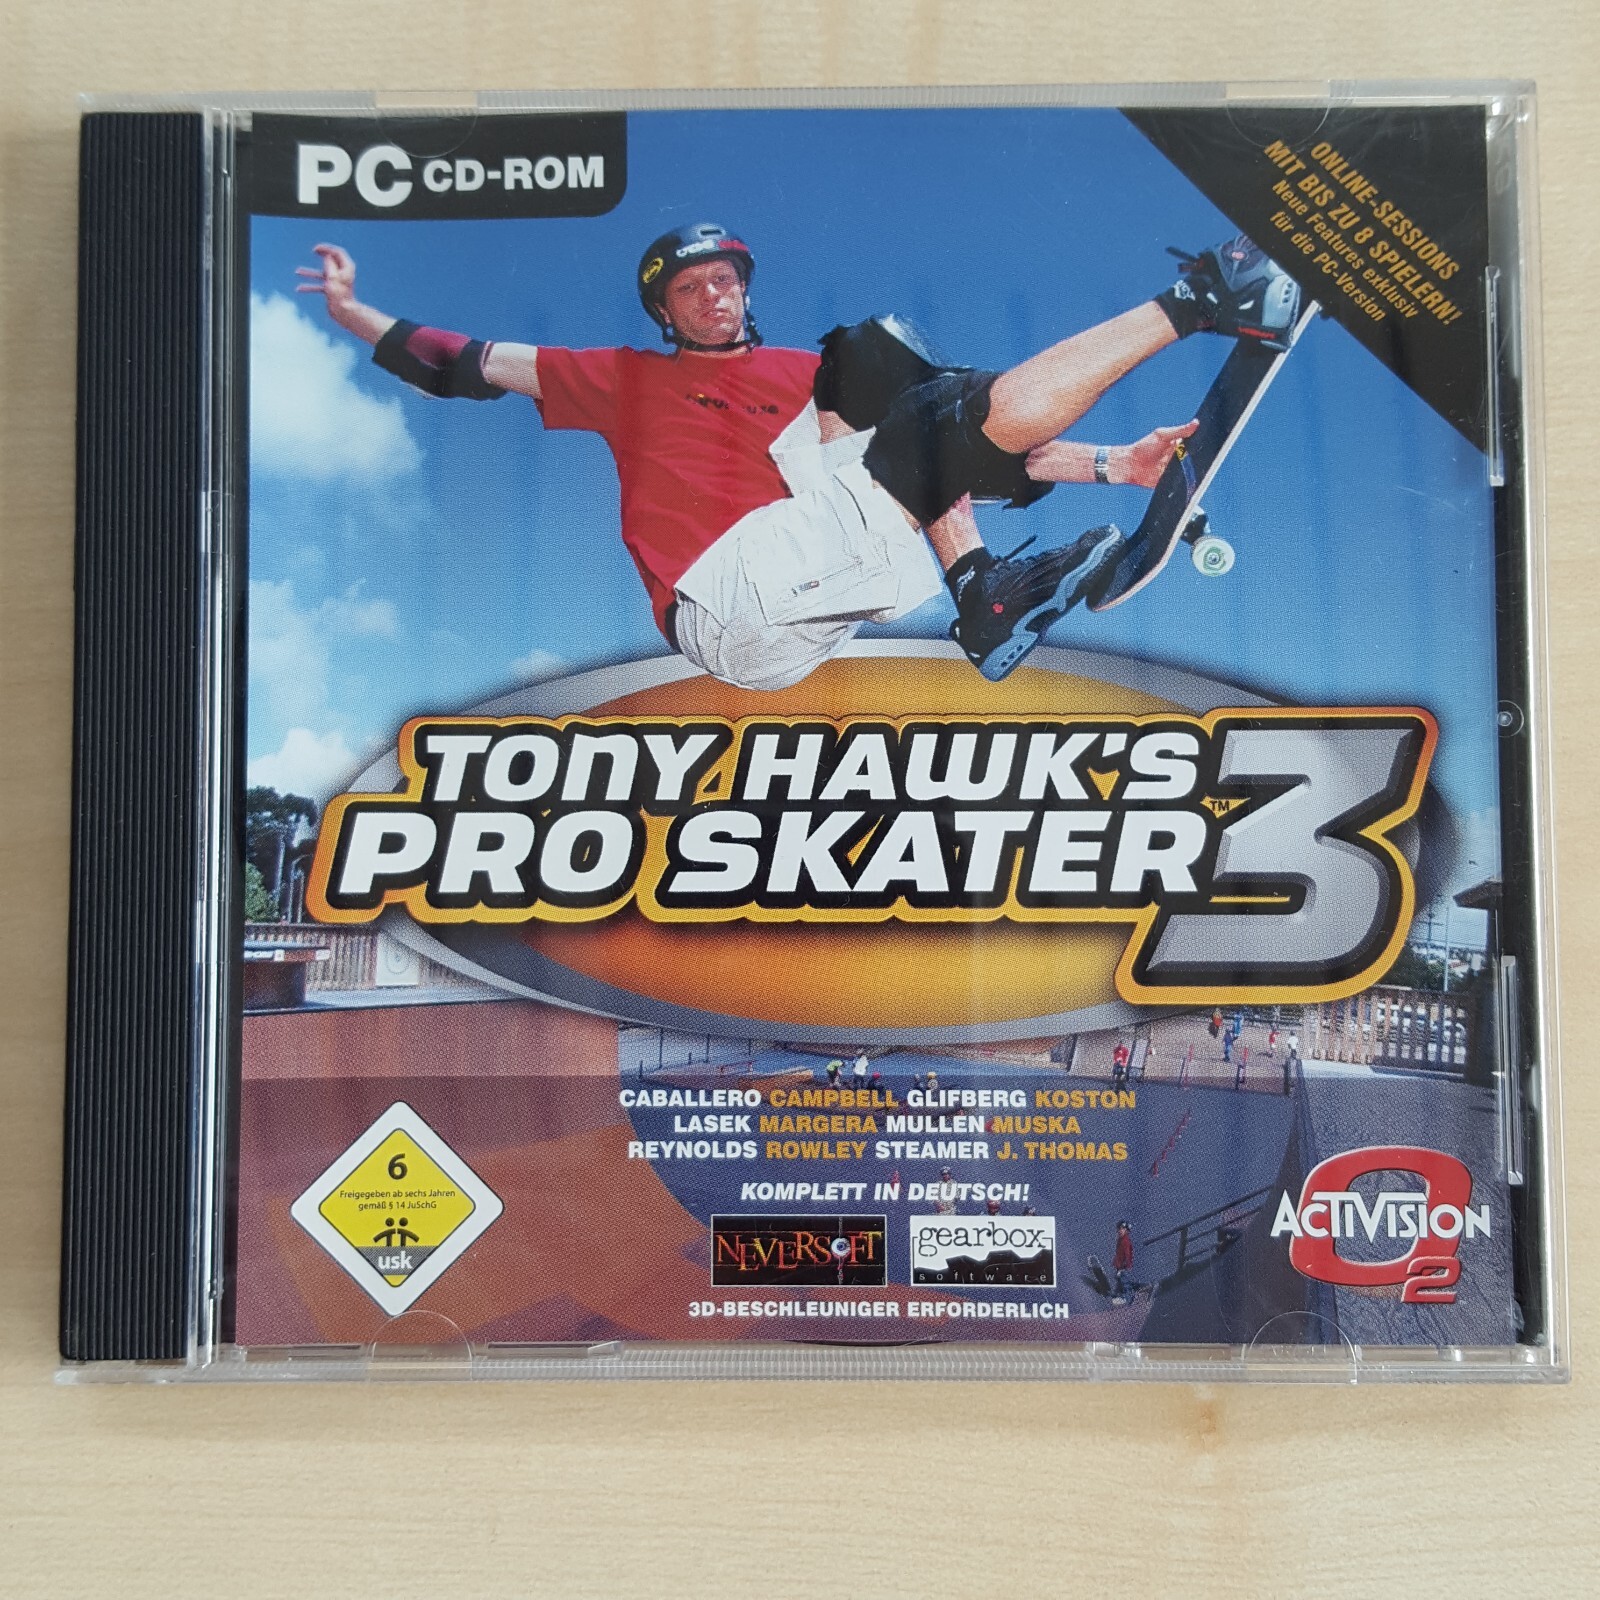 PC CD-ROM
ONLINE-SESSIONS
MIT BIS ZU 8 SPIELERN!
Neue Features exklusiv
für die PC-Version
TONY HAWK'S
PRO SKATER™ 3
CABALLERO CAMPBELL GLIFBERG KOSTON
LASEK MARGERA MULLEN MUSKA
REYNOLDS ROWLEY STEAMER J. THOMAS
KOMPLETT IN DEUTSCH!
6
Freigegeben ab sechs Jahren
gemäß § 14 JuSchG
usk
NEVERSOFT
gearbox
software
ACTIVISION
O2
3D-BESCHLEUNIGER ERFORDERLICH